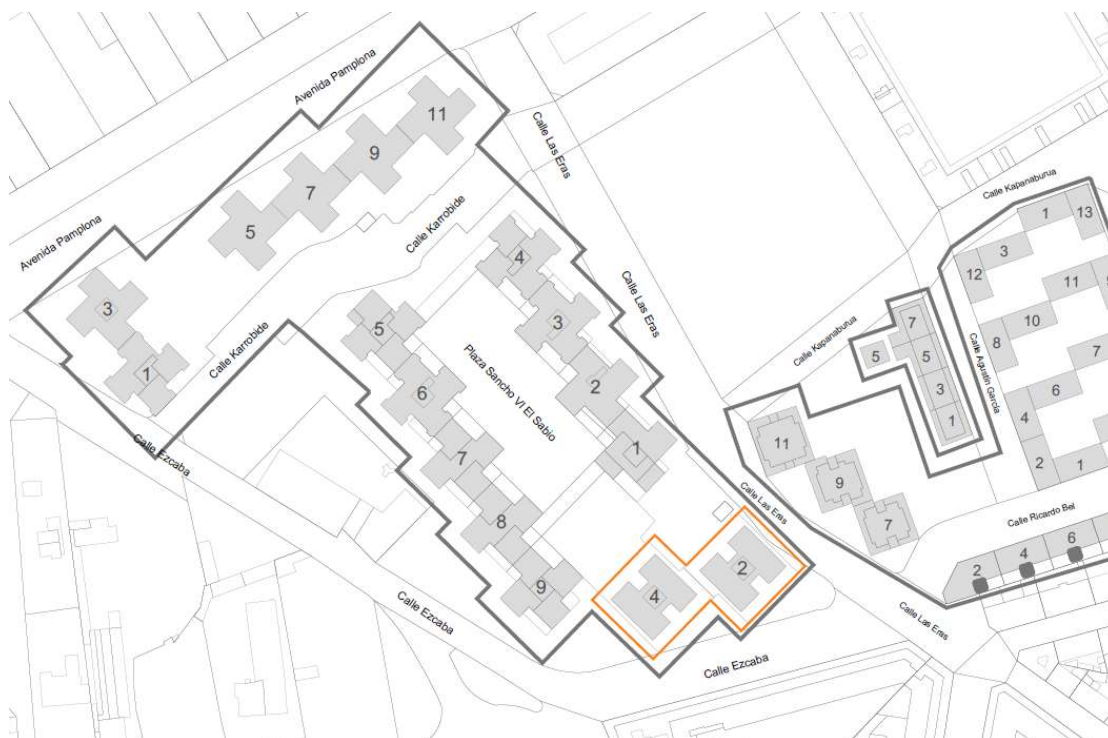 Avenida Pamplona
11
9
7
5
Calle Las Eras
Calle Kapanaburua
1
13
3
12
11
10
8
7
6
4
2
1
Avenida Pamplona
Calle Karrobide
4
3
2
1
Calle Las Eras
Calle Kapanaburua
7
5
5
3
1
Calle Agustín García
3
1
Calle Karrobide
5
6
7
8
9
Plaza Sancho VI El Sabio
11
9
7
Calle Ezcaba
Calle Las Eras
Calle Ricardo Bel
2
4
6
2
4
Calle Ezcaba
Calle Ezcaba
Calle Las Eras